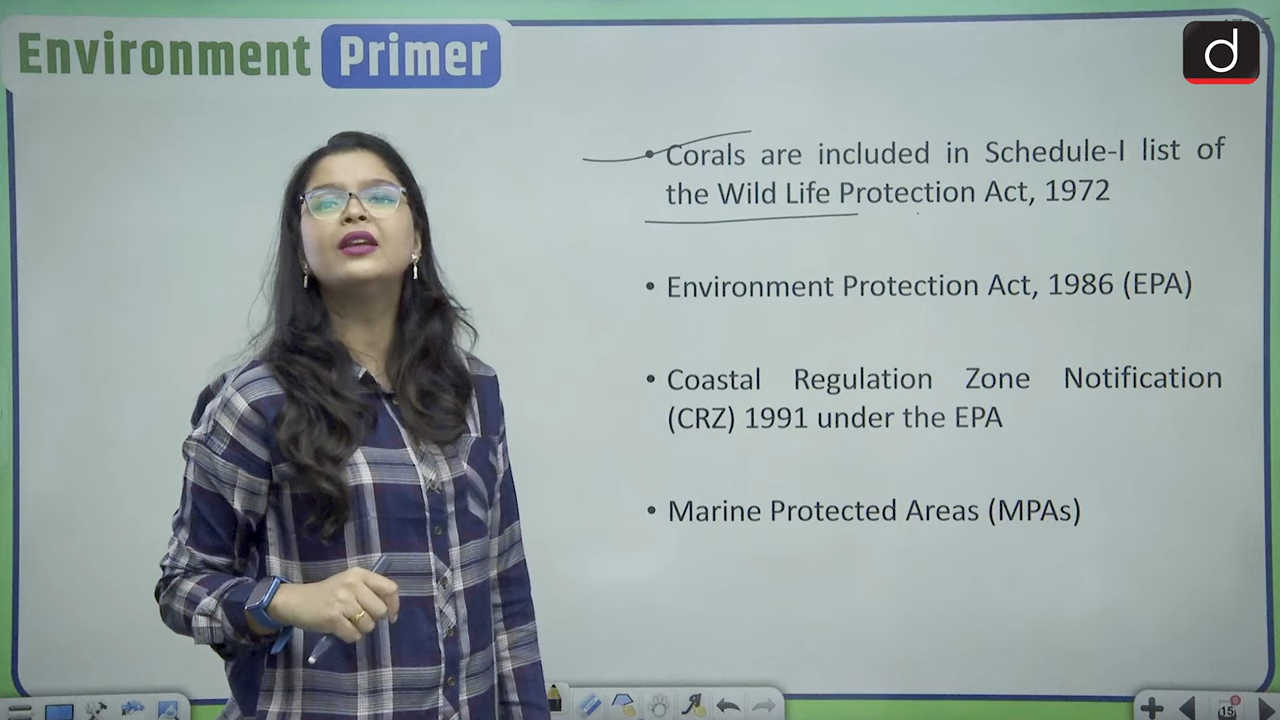 Environment Primer
d
• Corals are included in Schedule-I list of
the Wild Life Protection Act, 1972
• Environment Protection Act, 1986 (EPA)
• Coastal Regulation Zone Notification
(CRZ) 1991 under the EPA
• Marine Protected Areas (MPAs)
15